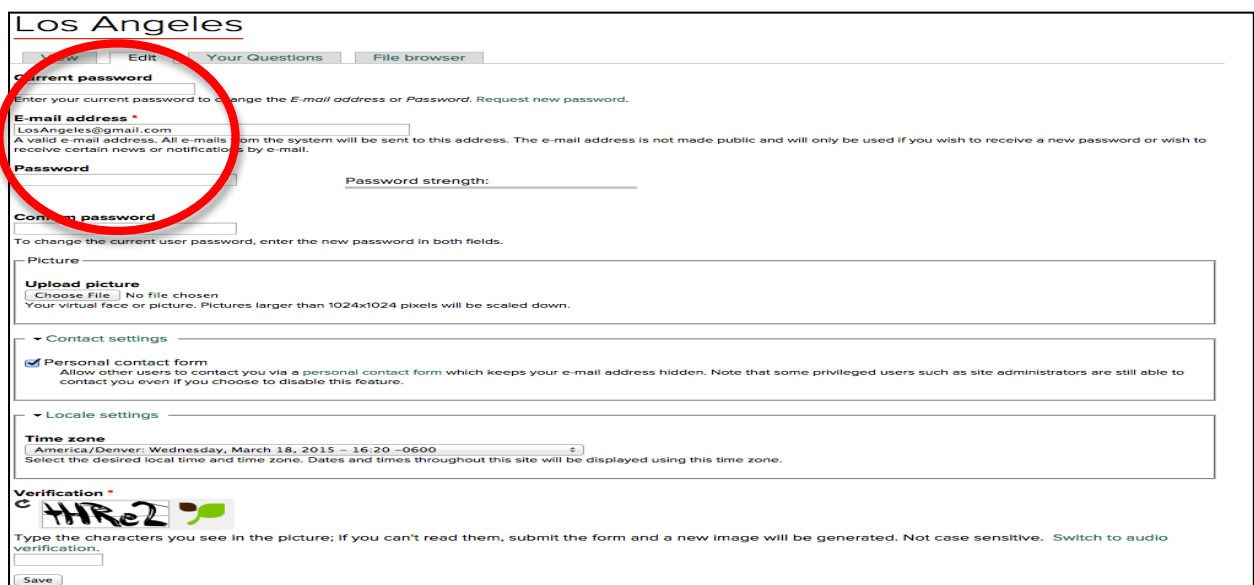 Los Angeles
View Edit Your Questions File browser
Current password
Enter your current password to change the E-mail address or Password. Request new password.
E-mail address *
LosAngeles@gmail.com
A valid e-mail address. All e-mails from the system will be sent to this address. The e-mail address is not made public and will only be used if you wish to receive a new password or wish to
receive certain news or notifications by e-mail.
Password
Password strength:
Confirm password
To change the current user password, enter the new password in both fields.
Picture
Upload picture
Choose File No file chosen
Your virtual face or picture. Pictures larger than 1024x1024 pixels will be scaled down.
Contact settings
Personal contact form
Allow other users to contact you via a personal contact form which keeps your e-mail address hidden. Note that some privileged users such as site administrators are still able to
contact you even if you choose to disable this feature.
Locale settings
Time zone
America/Denver: Wednesday, March 18, 2015 – 16:20 –0600
Select the desired local time and time zone. Dates and times throughout this site will be displayed using this time zone.
Verification *
tHRe2
Type the characters you see in the picture; if you can't read them, submit the form and a new image will be generated. Not case sensitive. Switch to audio
verification.
Save